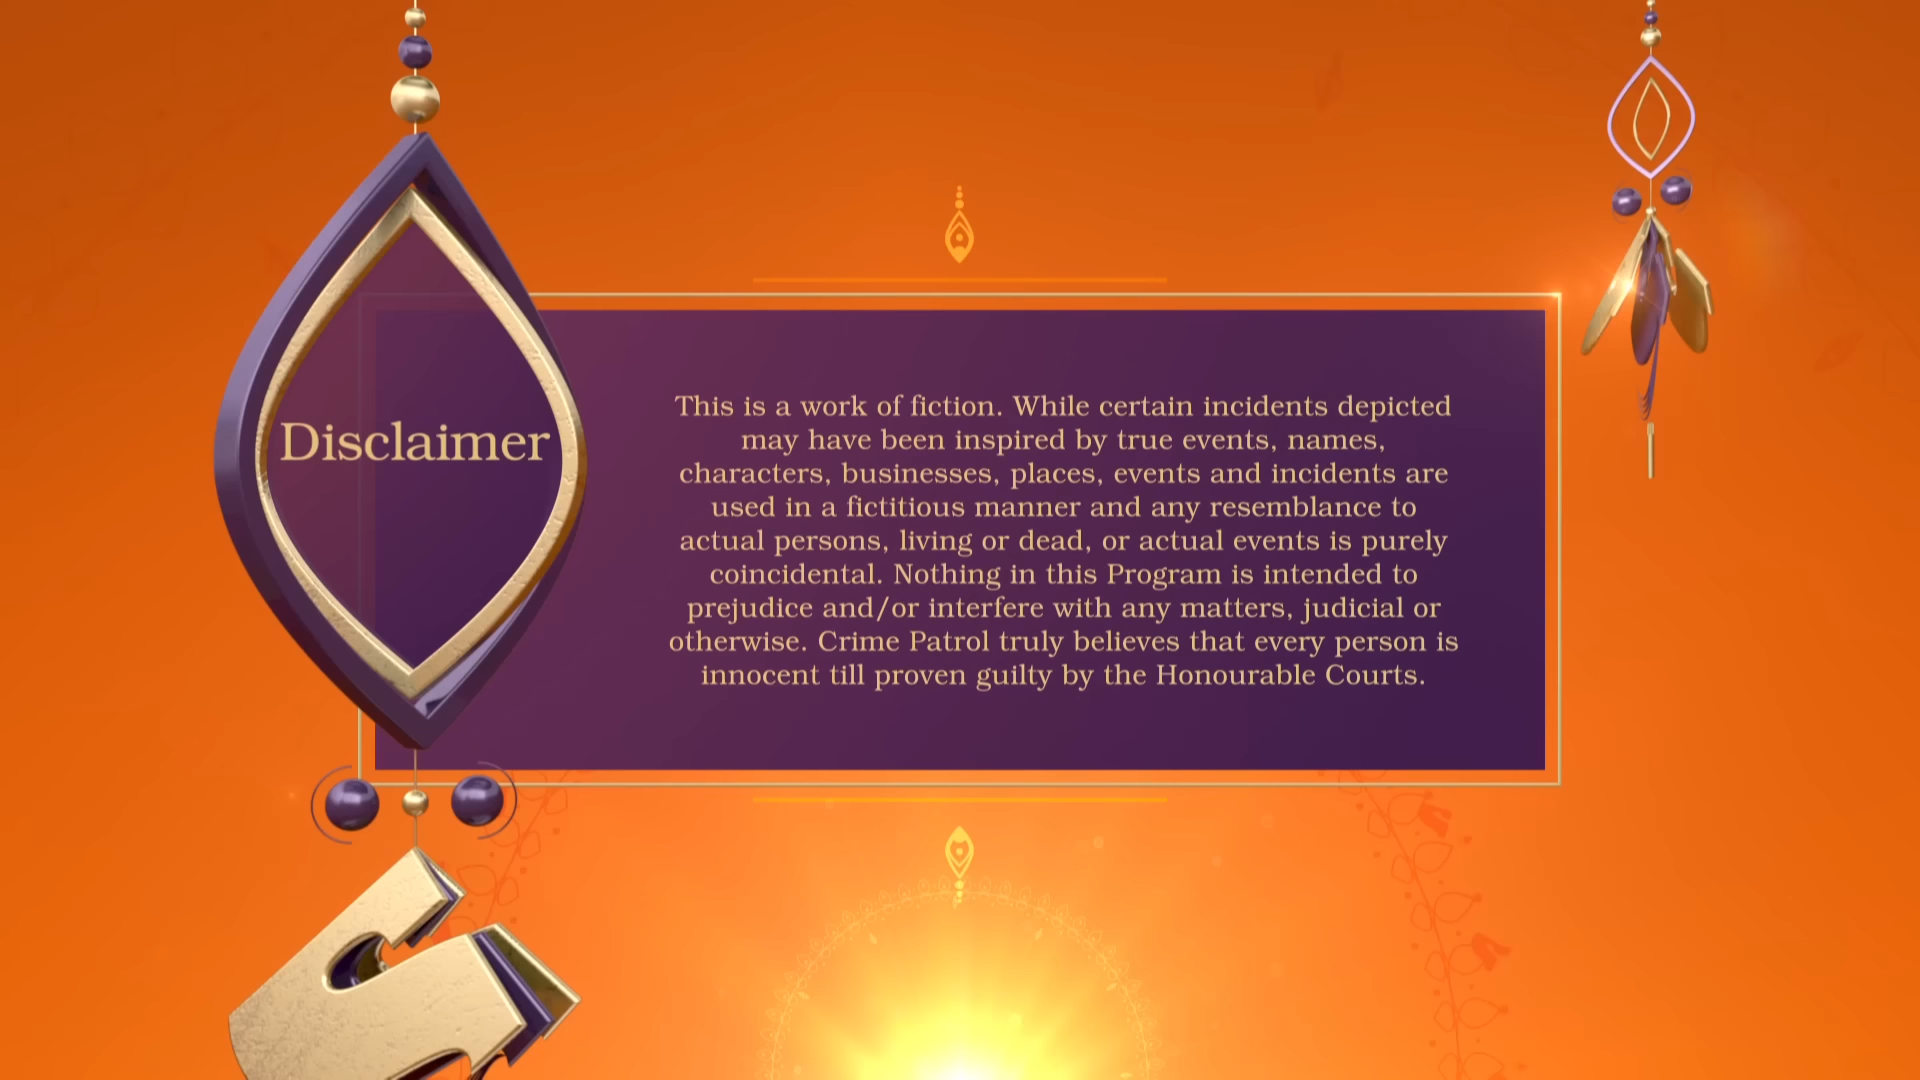 Disclaimer
This is a work of fiction. While certain incidents depicted
may have been inspired by true events, names,
characters, businesses, places, events and incidents are
used in a fictitious manner and any resemblance to
actual persons, living or dead, or actual events is purely
coincidental. Nothing in this Program is intended to
prejudice and/or interfere with any matters, judicial or
otherwise. Crime Patrol truly believes that every person is
innocent till proven guilty by the Honourable Courts.